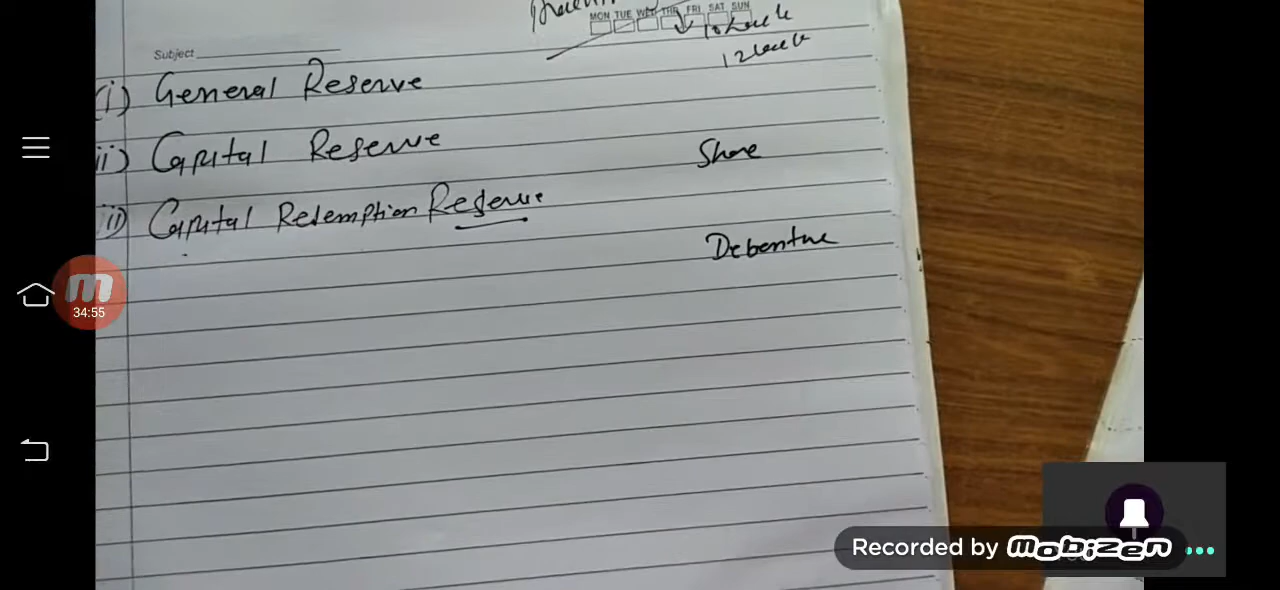 MON TUE WED THR FRI SAT SUN
Subject
(i) General Reserve
ii) Capital Reserve
Share
ii) Capital Redemption Reserve
Debenture
34:55
Recorded by mobizen